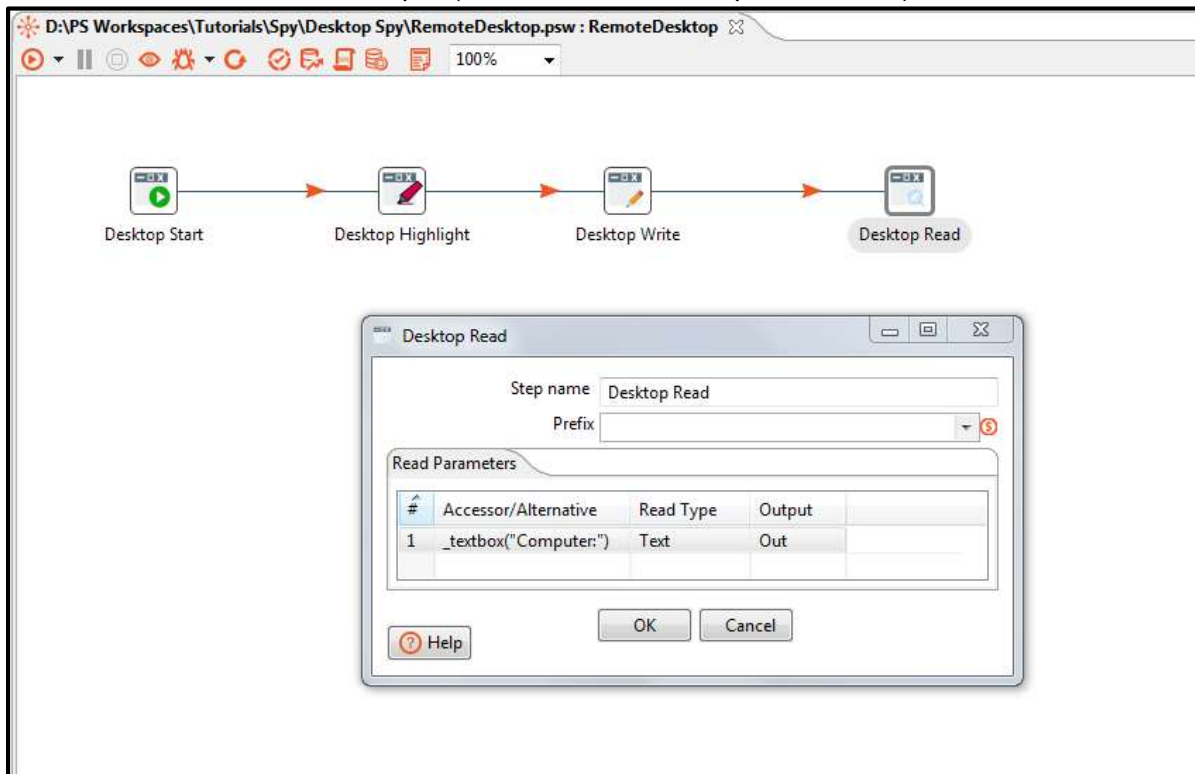 D:\PS Workspaces\Tutorials\Spy\Desktop Spy\RemoteDesktop.psw : RemoteDesktop
100%
Desktop Start Desktop Highlight Desktop Write Desktop Read
Desktop Read
Step name Desktop Read
Prefix
Read Parameters
# Accessor/Alternative Read Type Output
1 _textbox("Computer:") Text Out
OK Cancel
Help